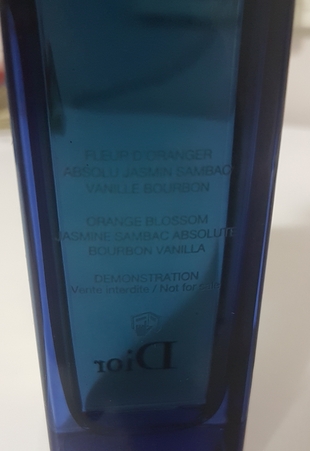 FLEUR D'ORANGER
ABSOLU JASMIN SAMBAC
VANILLE BOURBON
ORANGE BLOSSOM
JASMINE SAMBAC ABSOLUTE
BOURBON VANILLA
DEMONSTRATION
Vente interdite / Not for sale
Dior